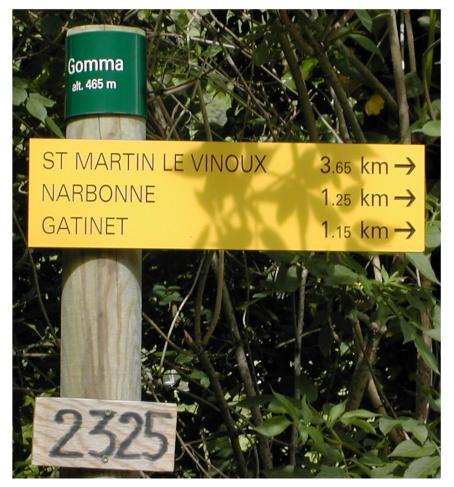 Gomma
alt. 465 m
ST MARTIN LE VINOUX 3.65 km →
NARBONNE 1.25 km →
GATINET 1.15 km →
2325